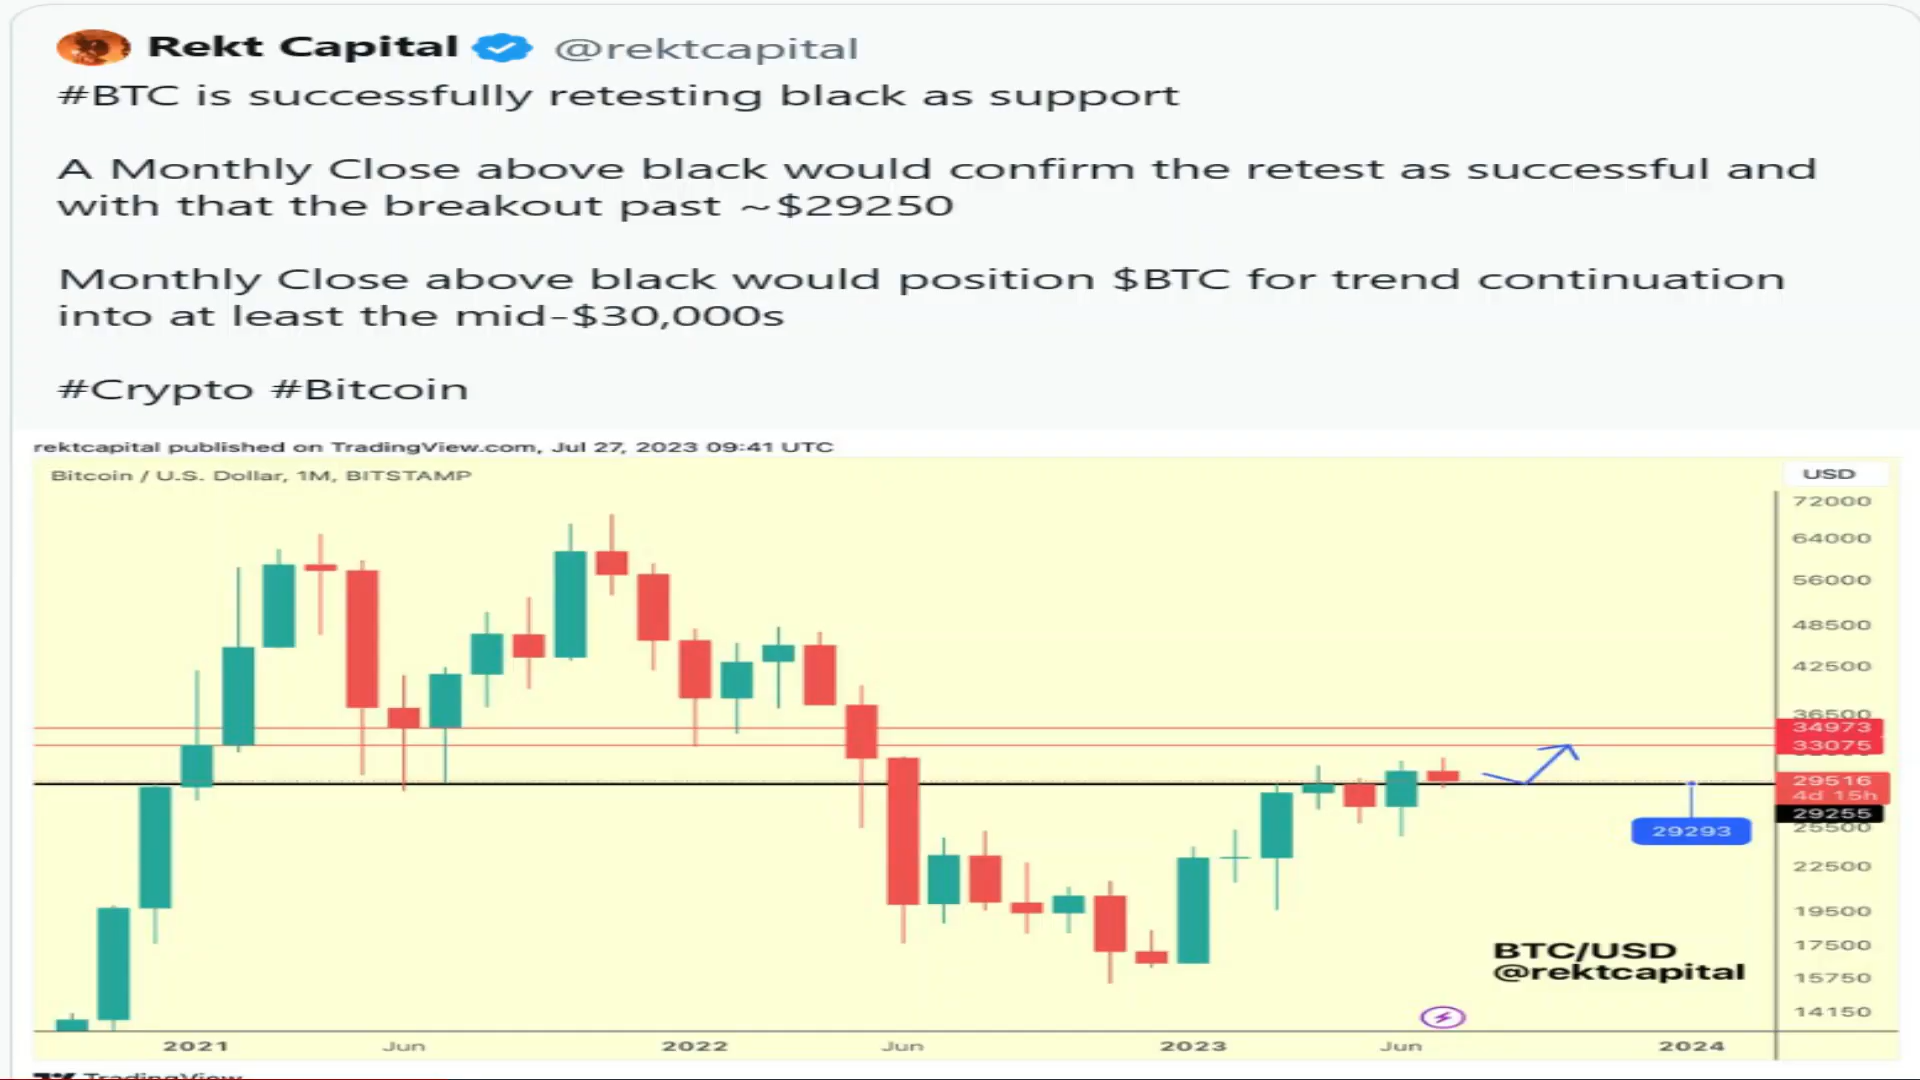 Rekt Capital @rektcapital
#BTC is successfully retesting black as support
A Monthly Close above black would confirm the retest as successful and
with that the breakout past ~$29250
Monthly Close above black would position $BTC for trend continuation
into at least the mid-$30,000s
#Crypto #Bitcoin
rektcapital published on TradingView.com, Jul 27, 2023 09:41 UTC
Bitcoin / U.S. Dollar, 1M, BITSTAMP
USD
72000
64000
56000
48500
42500
36500
34973
33075
29516
4d 15h
29255
29293
25500
22500
19500
17500
15750
14150
BTC/USD
@rektcapital
2021 Jun 2022 Jun 2023 Jun 2024
TradingView